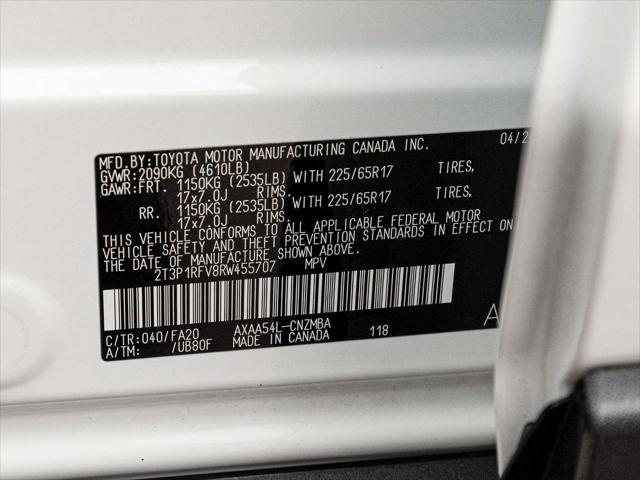 MFD.BY:TOYOTA MOTOR MANUFACTURING CANADA INC. 04/2
GVWR:2090KG (4610LB)
GAWR:FRT. 1150KG (2535LB) WITH 225/65R17 TIRES,
17x7.0J RIMS.
RR. 1150KG (2535LB) WITH 225/65R17 TIRES,
17x7.0J RIMS.
THIS VEHICLE CONFORMS TO ALL APPLICABLE FEDERAL MOTOR
VEHICLE SAFETY AND THEFT PREVENTION STANDARDS IN EFFECT ON
THE DATE OF MANUFACTURE SHOWN ABOVE.
2T3P1RFV8RW455707 MPV
C/TR:040/FA20 AXAA54L-CNZMBA 118 A
A/TM: /UB80F MADE IN CANADA